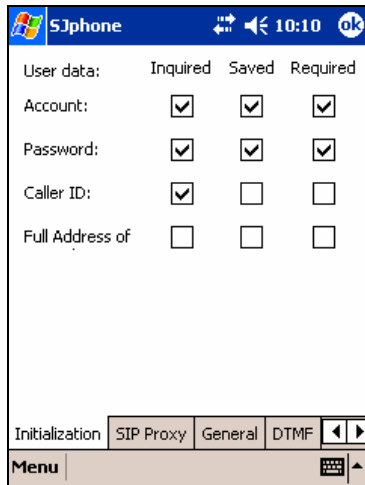 SJphone 10:10 ok
User data: Inquired Saved Required
Account:
Password:
Caller ID:
Full Address of
Initialization SIP Proxy General DTMF
Menu